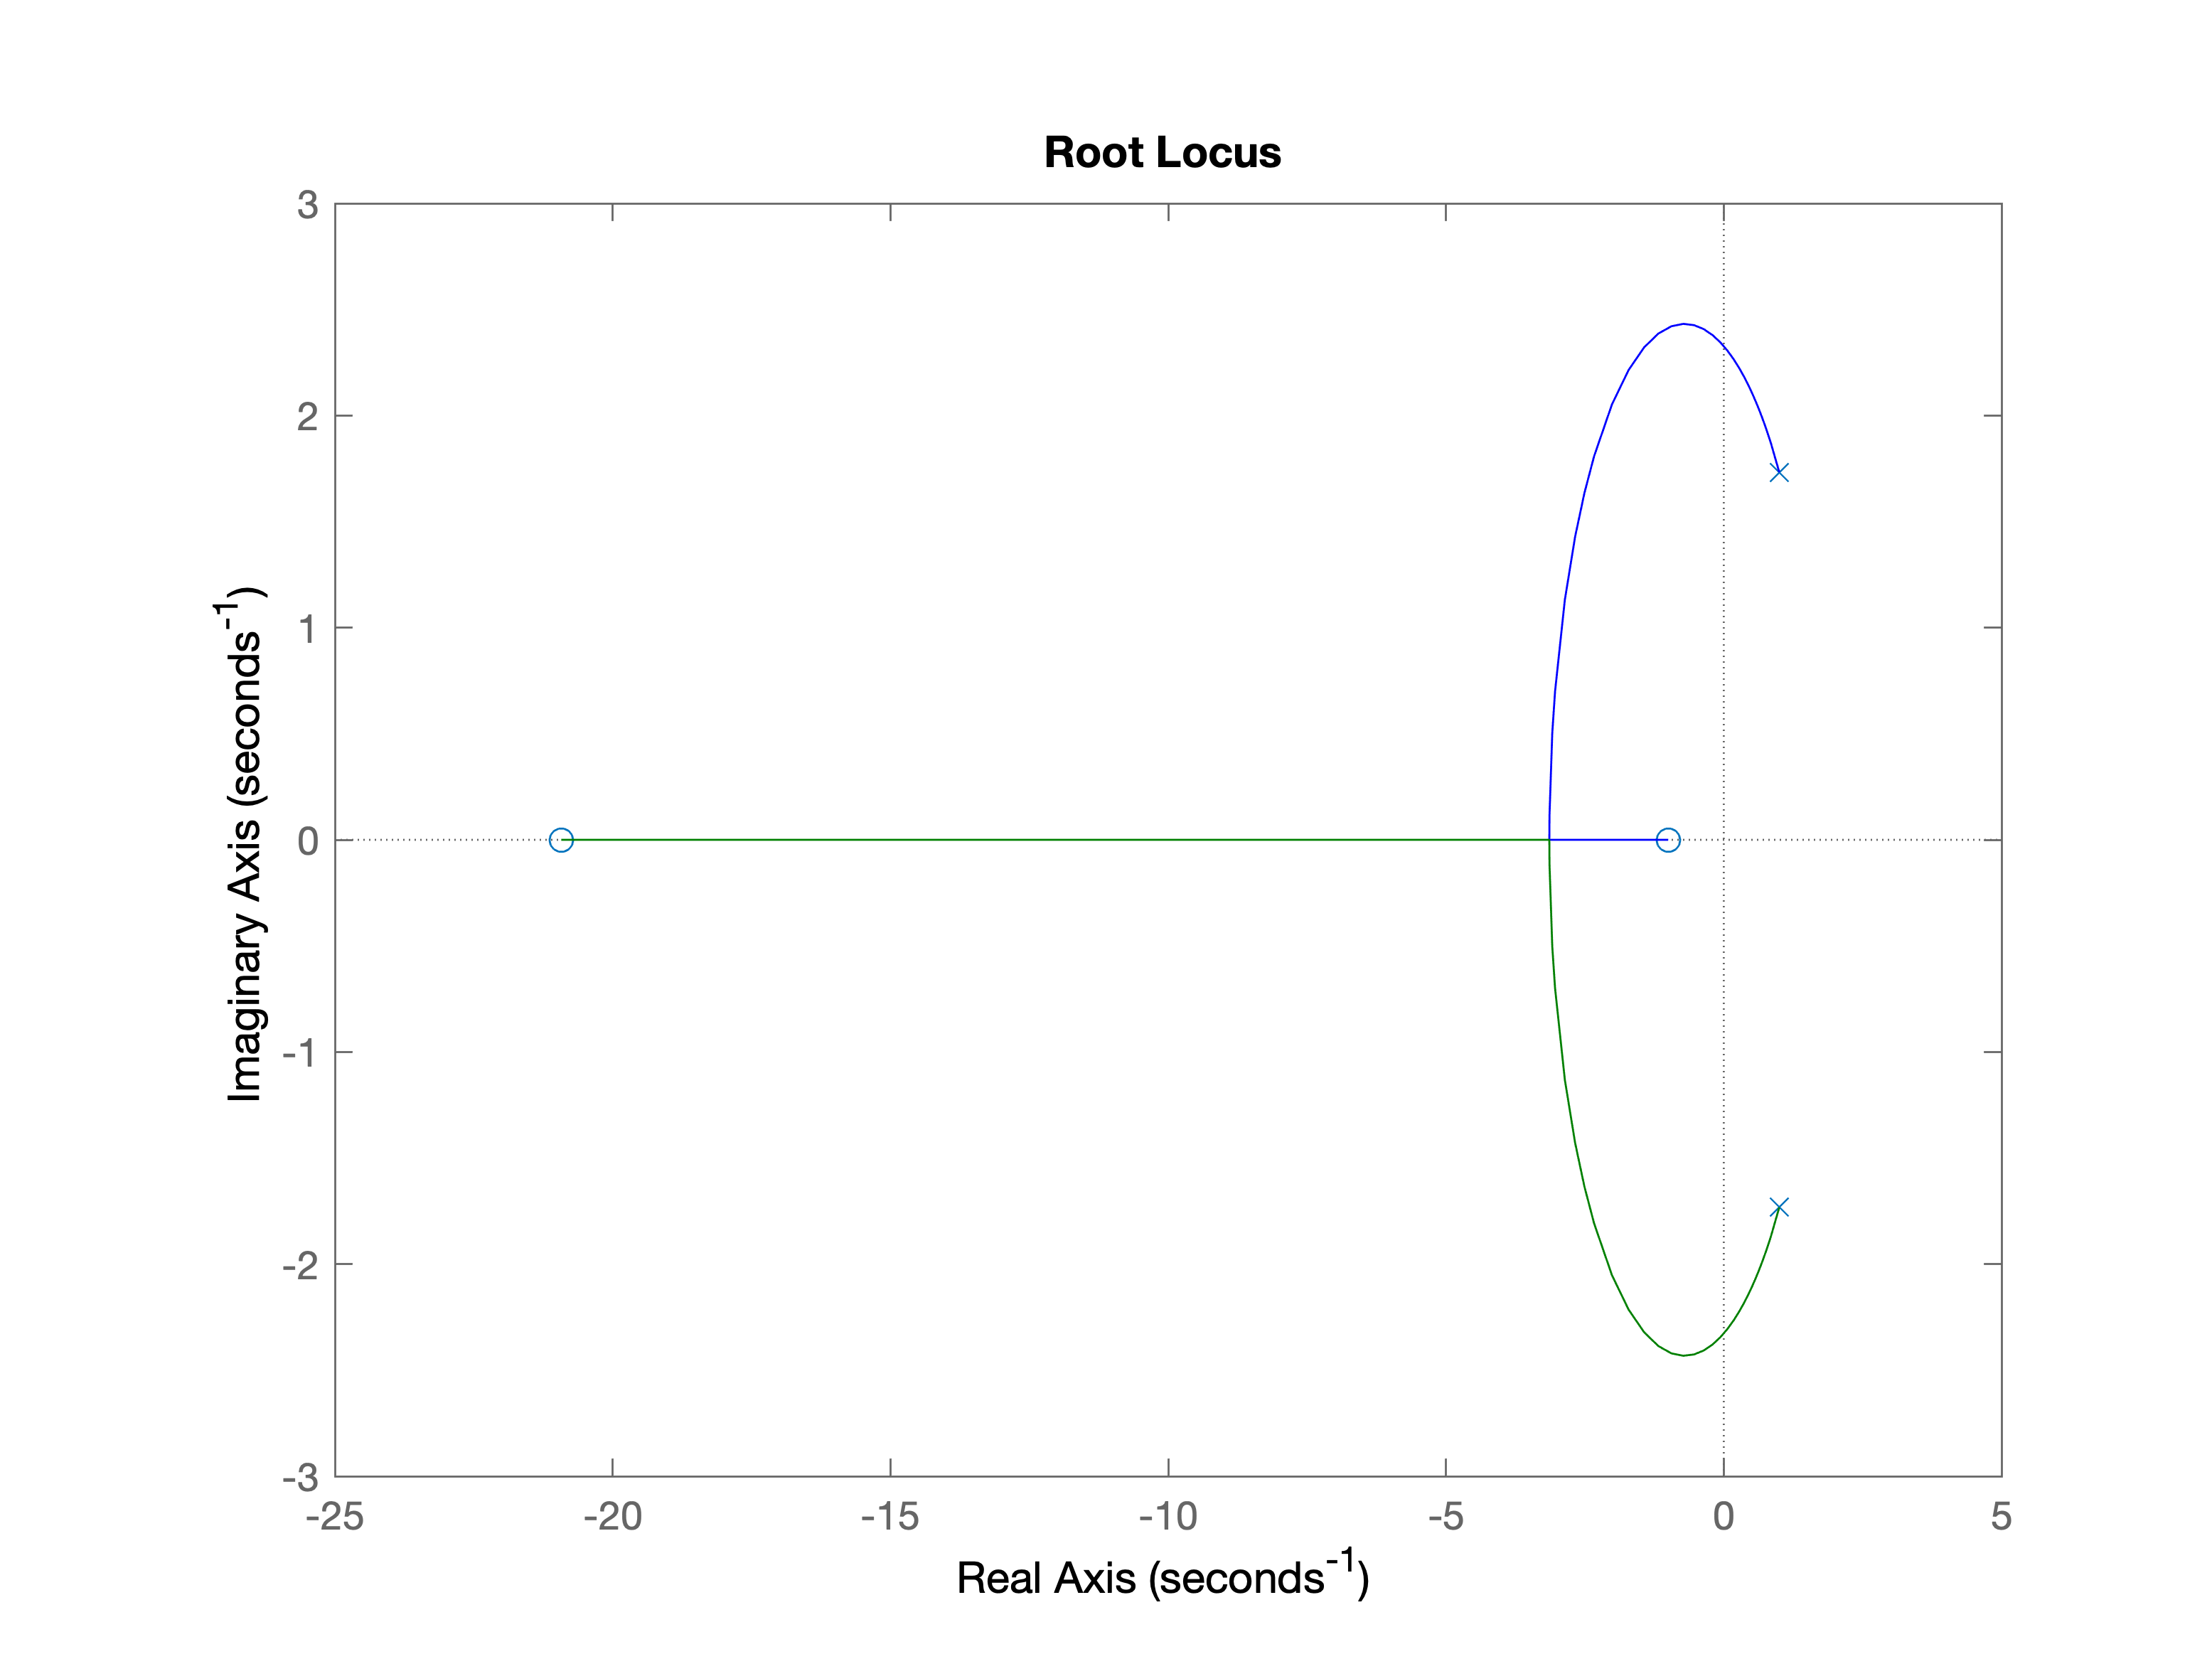 Root Locus
3
2
1
0
-1
-2
-3
-25 -20 -15 -10 -5 0 5
Real Axis (seconds⁻¹)
Imaginary Axis (seconds⁻¹)